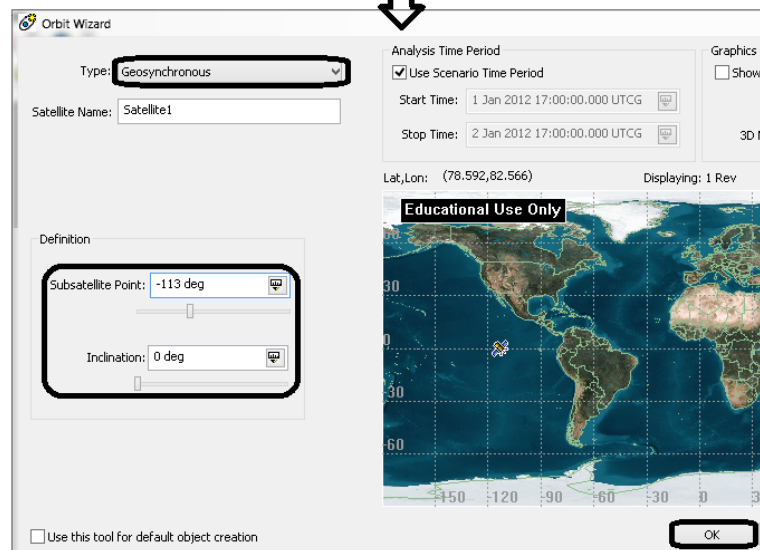 Orbit Wizard
Type: Geosynchronous
Satellite Name: Satellite1
Definition
Subsatellite Point: -113 deg
Inclination: 0 deg
Use this tool for default object creation
Analysis Time Period
Use Scenario Time Period
Start Time: 1 Jan 2012 17:00:00.000 UTCG
Stop Time: 2 Jan 2012 17:00:00.000 UTCG
Graphics
Show
3D
Lat,Lon: (78.592,82.566) Displaying: 1 Rev
Educational Use Only
30
0
30
-60
-150 -120 -90 -60 -30 0
OK